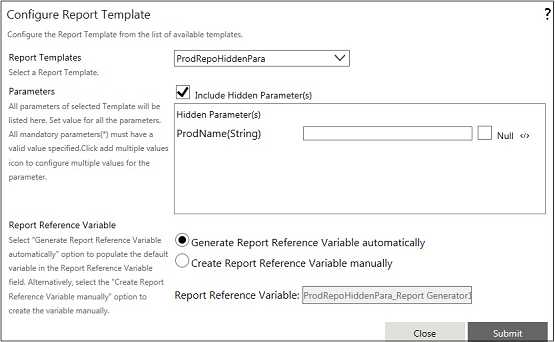 Configure Report Template
?
Configure the Report Template from the list of available templates.
Report Templates
Select a Report Template.
ProdRepoHiddenPara
Parameters
All parameters of selected Template will be
listed here. Set value for all the parameters.
All mandatory parameters(*) must have a
valid value specified.Click add multiple values
icon to configure multiple values for the
parameter.
Include Hidden Parameter(s)
Hidden Parameter(s)
ProdName(String)
Null </>
Report Reference Variable
Select "Generate Report Reference Variable
automatically" option to populate the default
variable in the Report Reference Variable
field. Alternatively, select the "Create Report
Reference Variable manually" option to
create the variable manually.
Generate Report Reference Variable automatically
Create Report Reference Variable manually
Report Reference Variable: ProdRepoHiddenPara_Report Generator1
Close
Submit